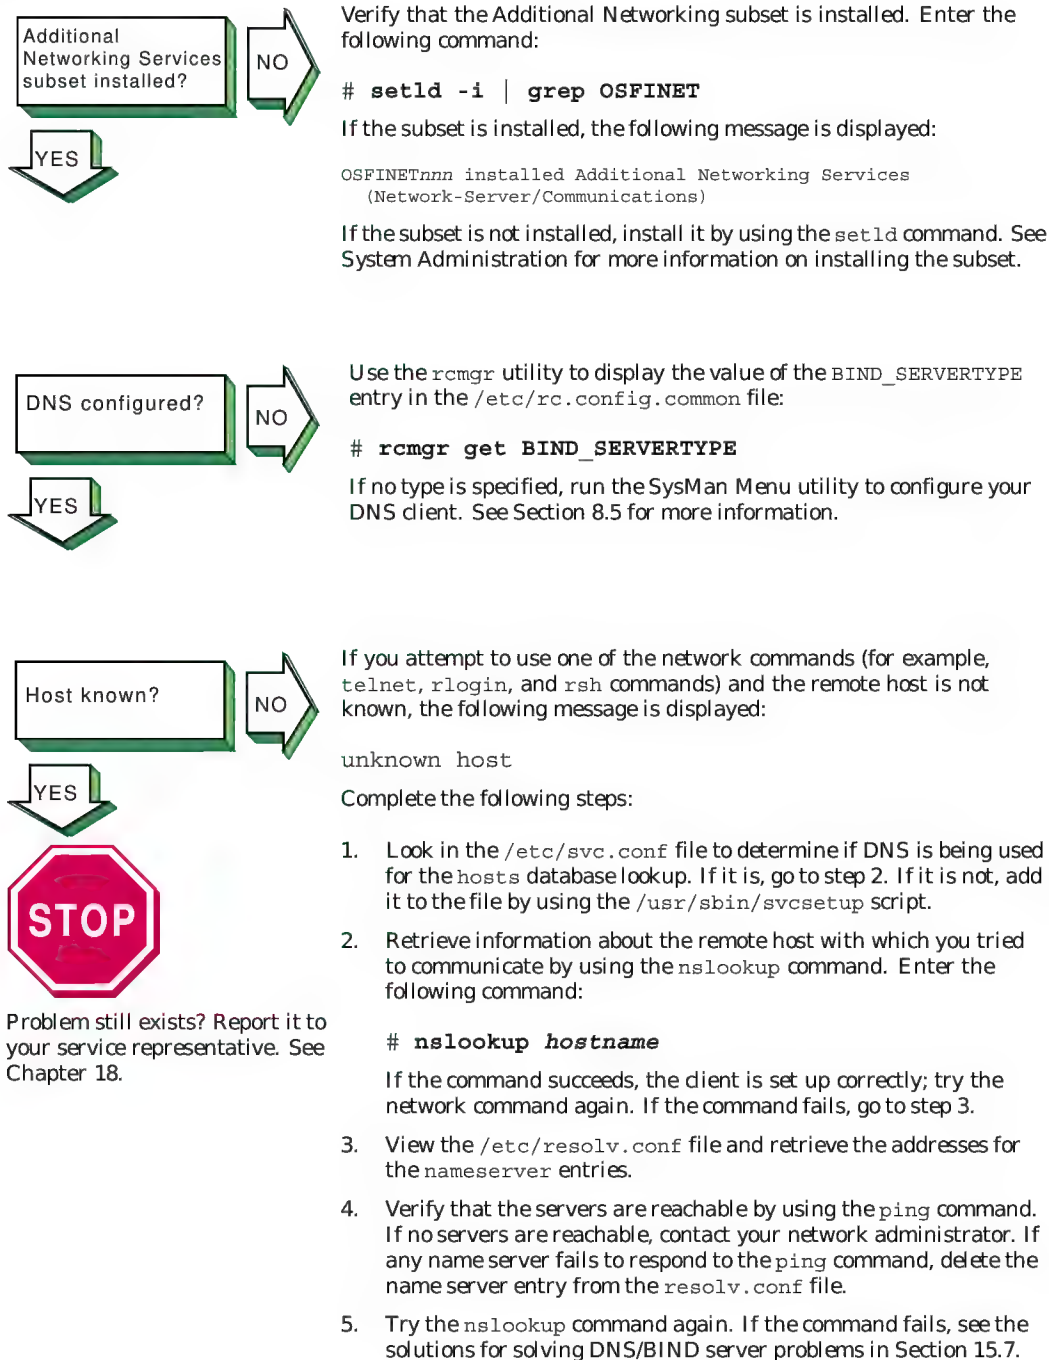 Additional
Networking Services
subset installed?
NO
YES
Verify that the Additional Networking subset is installed. Enter the
following command:
# setld -i | grep OSFINET
If the subset is installed, the following message is displayed:
OSFINETnnn installed Additional Networking Services
(Network-Server/Communications)
If the subset is not installed, install it by using the setld command. See
System Administration for more information on installing the subset.
DNS configured?
NO
YES
Use the rcmgr utility to display the value of the BIND_SERVERTYPE
entry in the /etc/rc.config.common file:
# rcmgr get BIND_SERVERTYPE
If no type is specified, run the SysMan Menu utility to configure your
DNS client. See Section 8.5 for more information.
Host known?
NO
YES
STOP
Problem still exists? Report it to
your service representative. See
Chapter 18.
If you attempt to use one of the network commands (for example,
telnet, rlogin, and rsh commands) and the remote host is not
known, the following message is displayed:
unknown host
Complete the following steps:
1. Look in the /etc/svc.conf file to determine if DNS is being used
for the hosts database lookup. If it is, go to step 2. If it is not, add
it to the file by using the /usr/sbin/svcsetup script.
2. Retrieve information about the remote host with which you tried
to communicate by using the nslookup command. Enter the
following command:
# nslookup hostname
If the command succeeds, the client is set up correctly; try the
network command again. If the command fails, go to step 3.
3. View the /etc/resolv.conf file and retrieve the addresses for
the nameserver entries.
4. Verify that the servers are reachable by using the ping command.
If no servers are reachable, contact your network administrator. If
any name server fails to respond to the ping command, delete the
name server entry from the resolv.conf file.
5. Try the nslookup command again. If the command fails, see the
solutions for solving DNS/BIND server problems in Section 15.7.